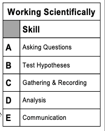 Working Scientifically
Skill
A Asking Questions
B Test Hypotheses
C Gathering & Recording
D Analysis
E Communication